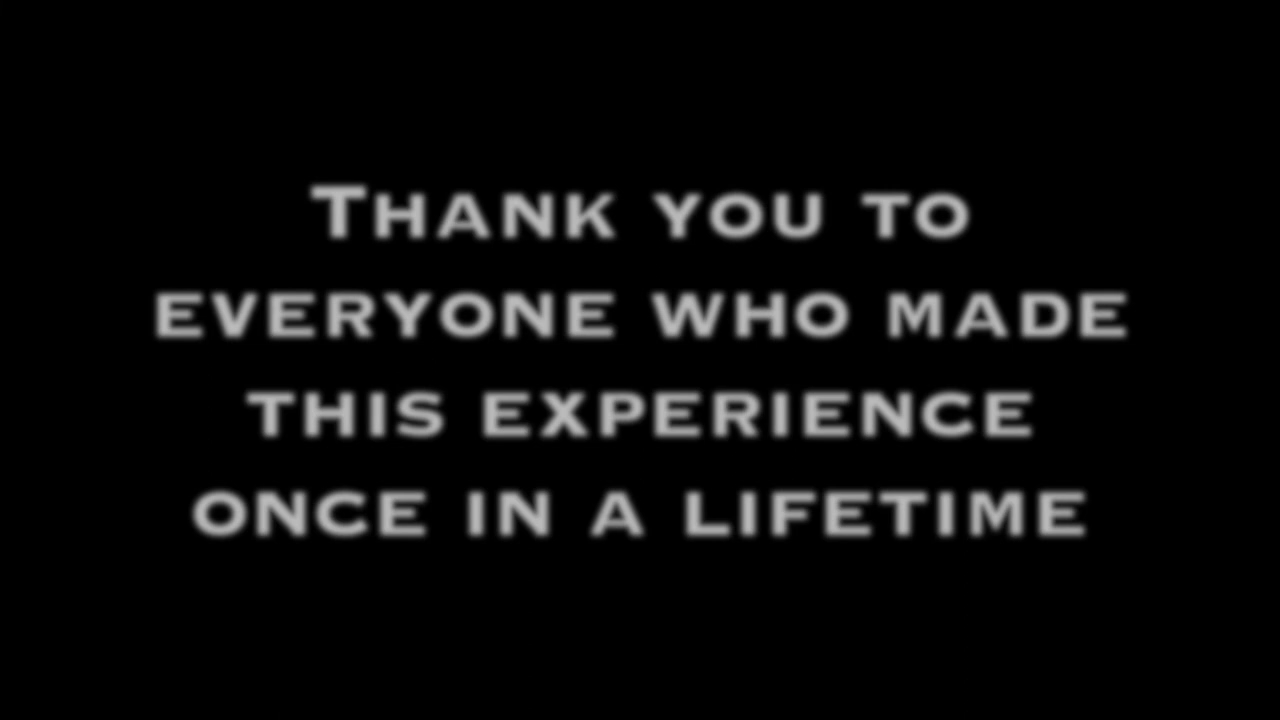 Thank you to
everyone who made
this experience
once in a lifetime